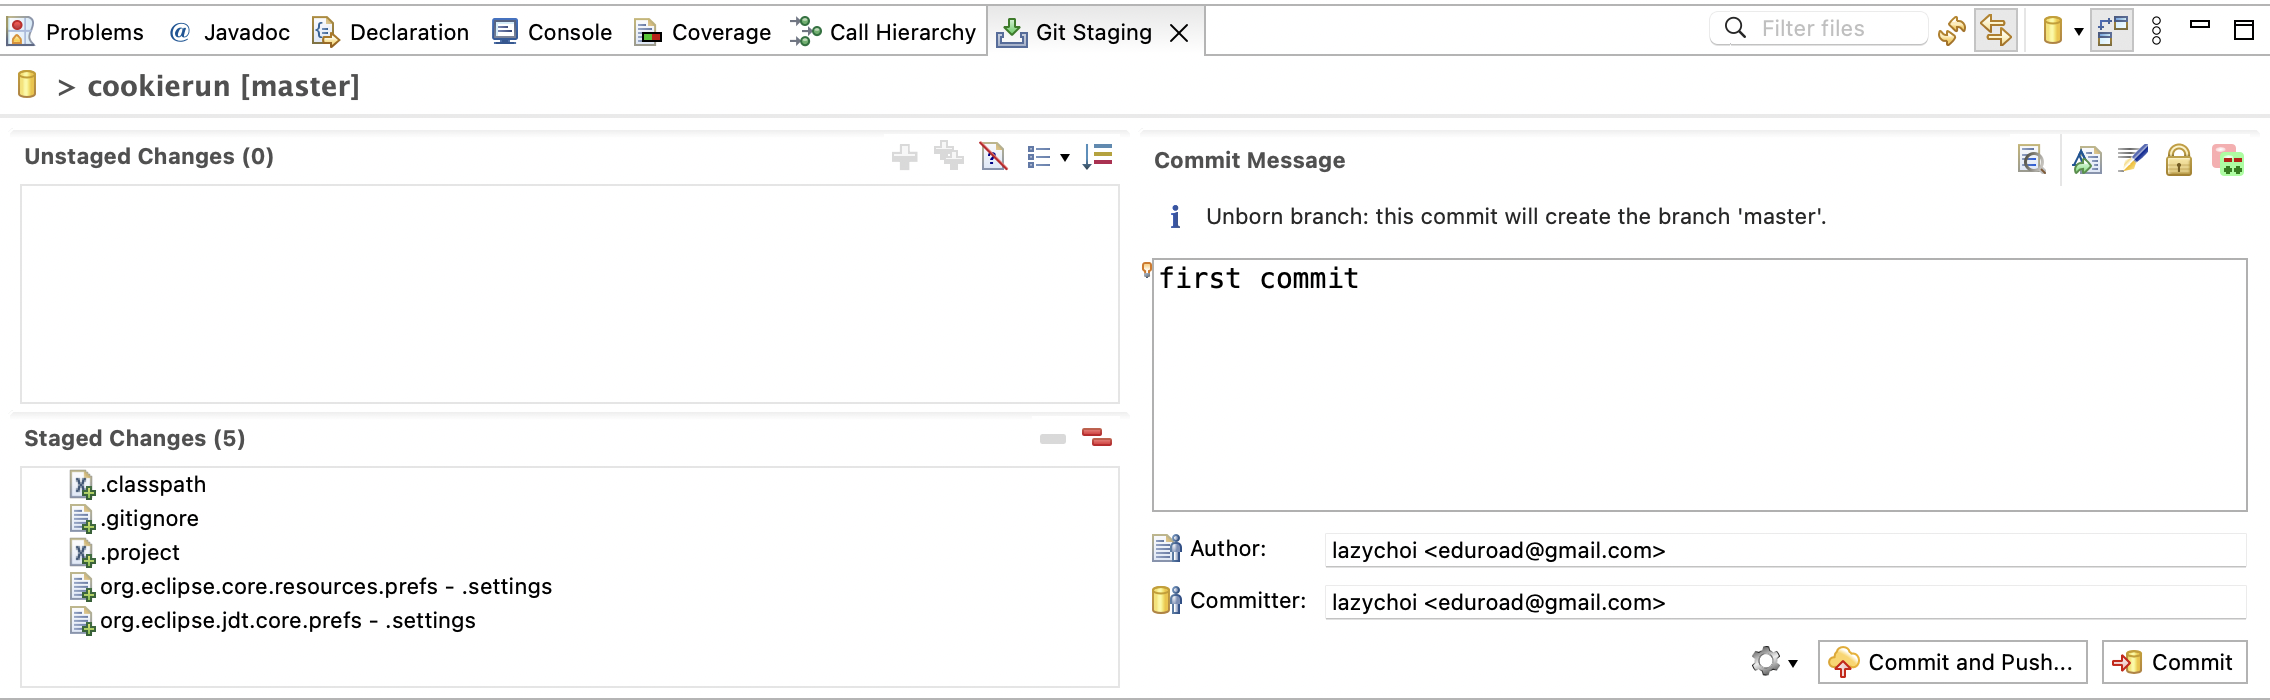 Problems @ Javadoc Declaration Console Coverage Call Hierarchy Git Staging Filter files
> cookierun [master]
Unstaged Changes (0)
Staged Changes (5)
.classpath
.gitignore
.project
org.eclipse.core.resources.prefs - .settings
org.eclipse.jdt.core.prefs - .settings
Commit Message
Unborn branch: this commit will create the branch 'master'.
first commit
Author: lazychoi <eduroad@gmail.com>
Committer: lazychoi <eduroad@gmail.com>
Commit and Push... Commit